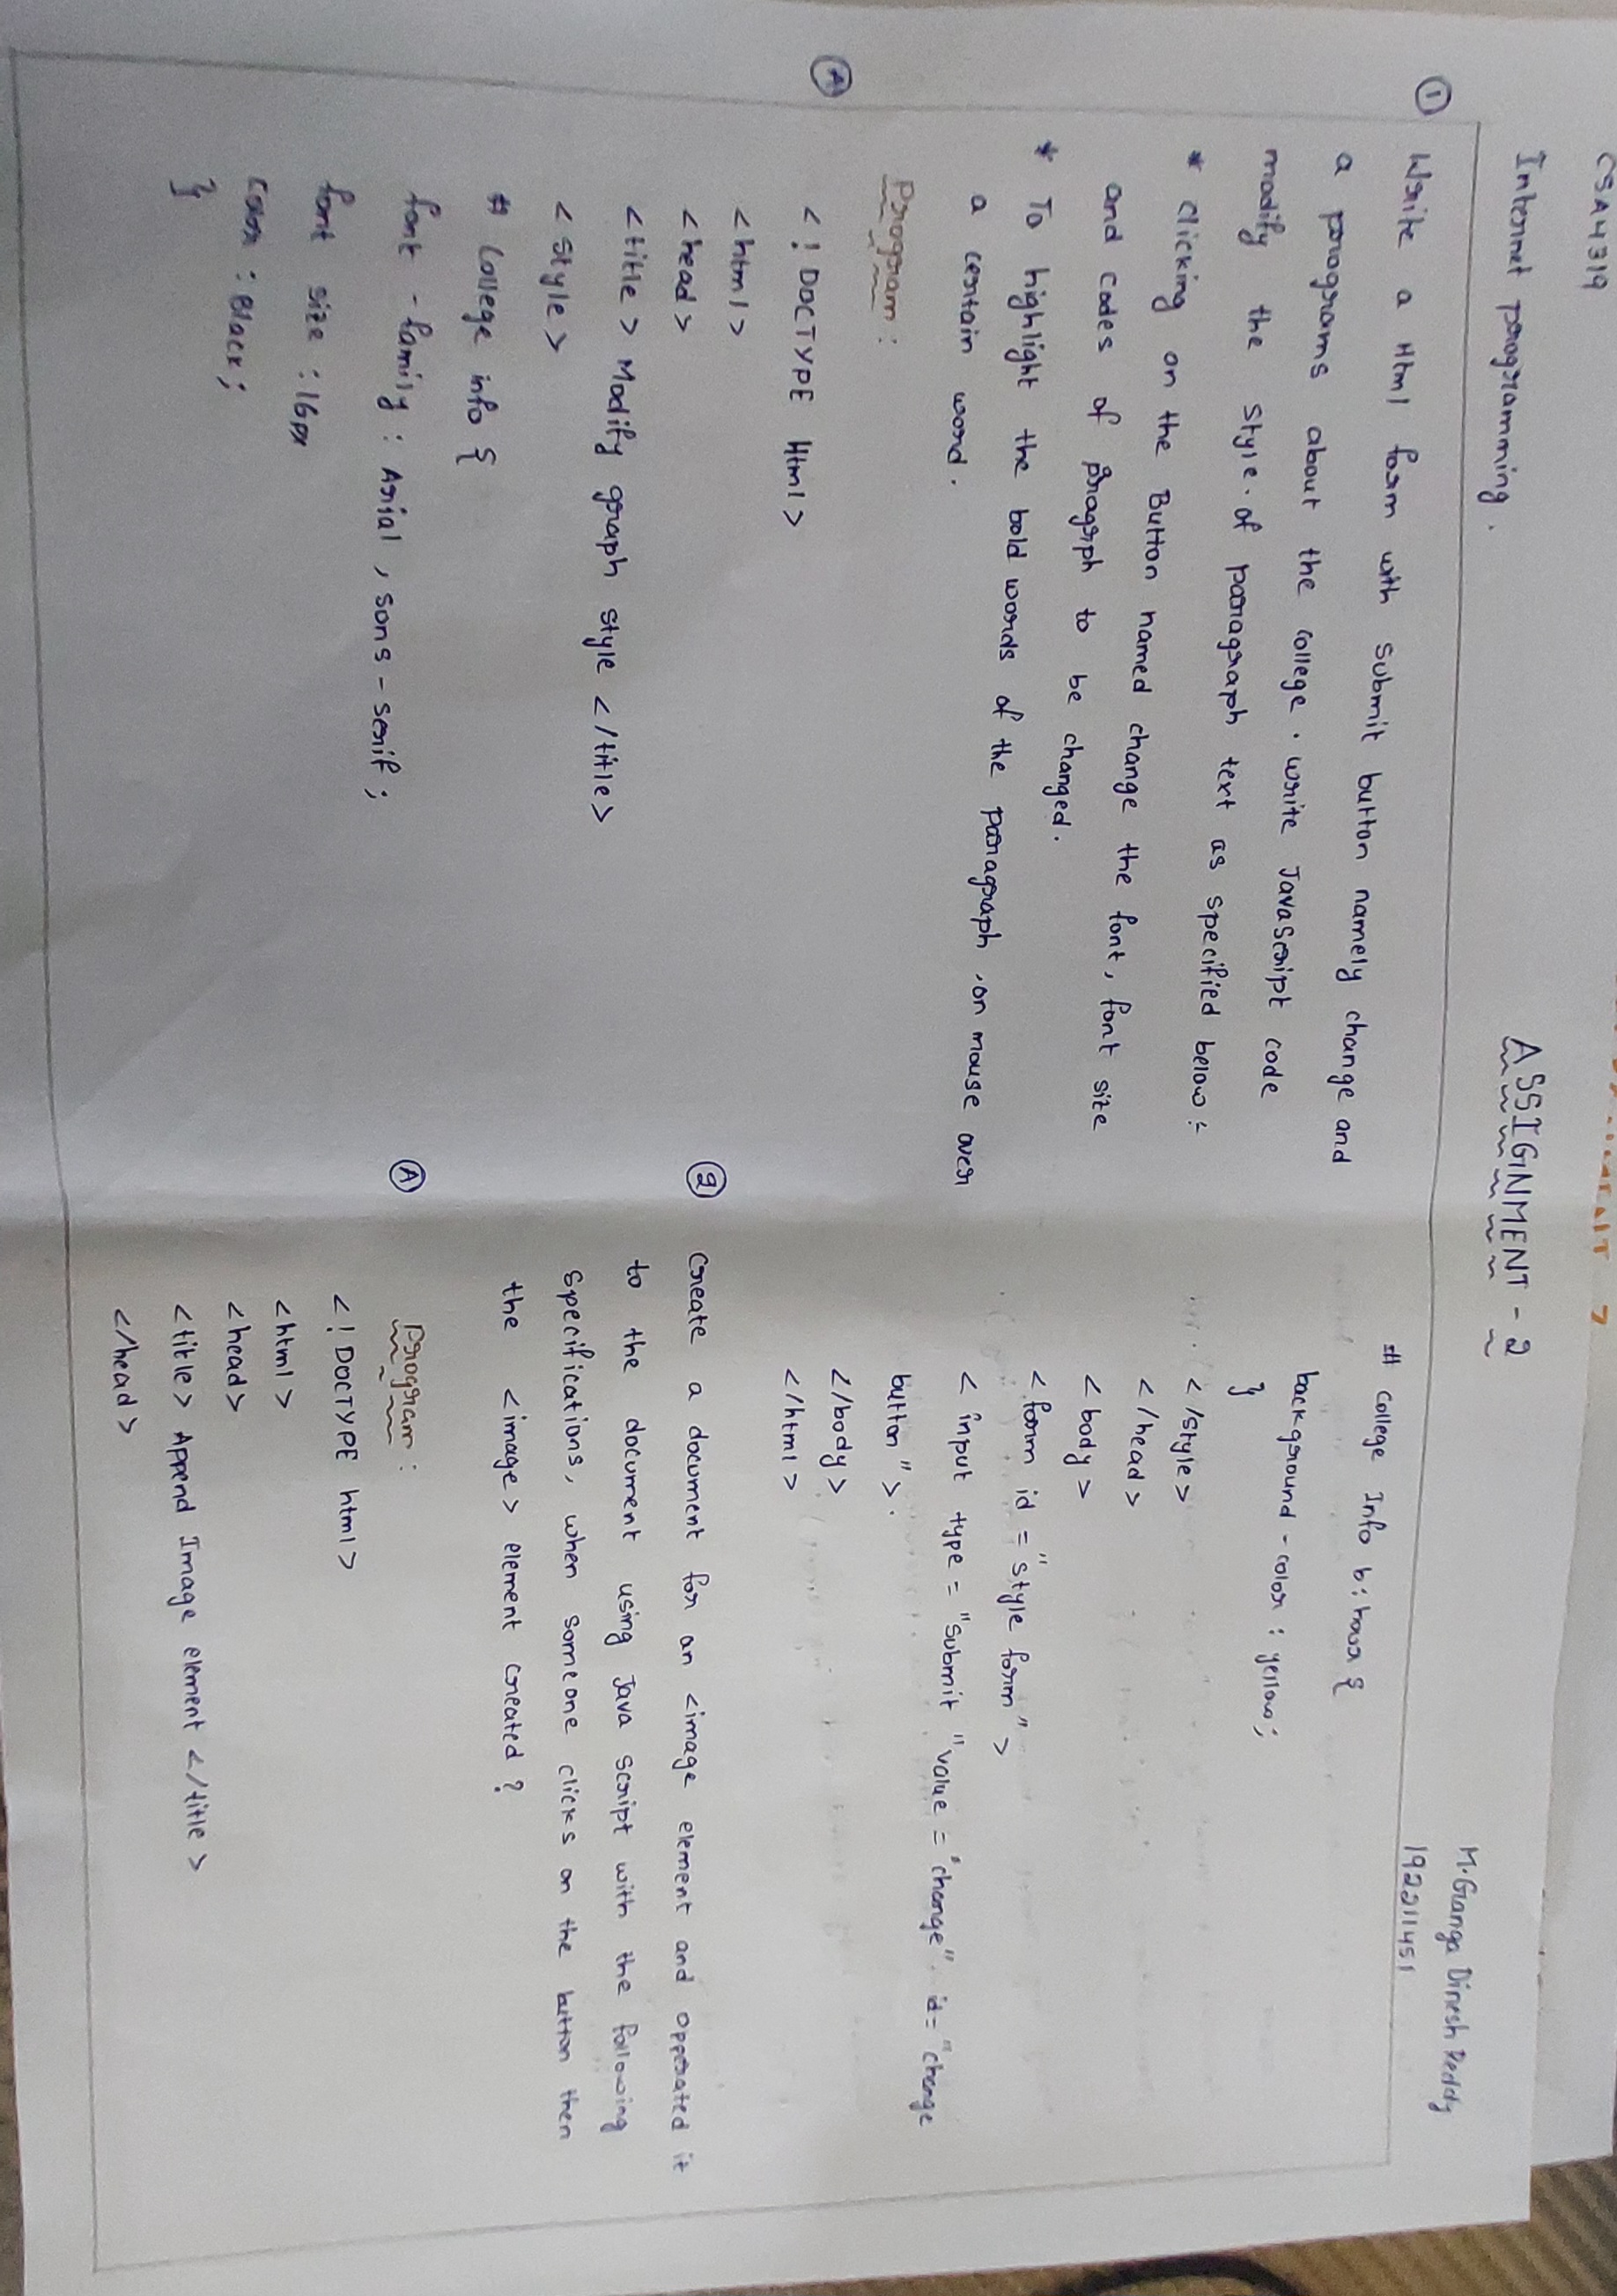 CSA4319
Internet programming.
ASSIGINMENT - 2
M. Ganga Dinesh Reddy
192211451
① Write a Html form with submit button namely change and
a programs about the college. write JavaScript code
modify the style. of paragraph text as specified below :-
* clicking on the Button named change the font, font size
and codes of pragrph to be changed.
* To highlight the bold words of the paragraph, on mouse over
a certain word.
Ⓐ Program :
<! DOCTYPE Html>
<html>
<head>
<title> Modify graph style </title>
<style>
# College info {
font - family : Arial, sons - serif ;
font size : 16px
color : Black ;
}
# college Info b : hover {
background - color : yellow ;
}
</style>
</head>
<body>
<form id = "style form" >
< input type = "submit" value = "change". id = "change
button" >.
</body>
</html>
② Create a document for an <image element and opperated it
to the document using Java script with the following
specifications, when someone clicks on the button then
the <image> element created ?
Ⓐ Program :
<! DOCTYPE html>
<html>
<head>
<title> Append Image element </title>
</head>